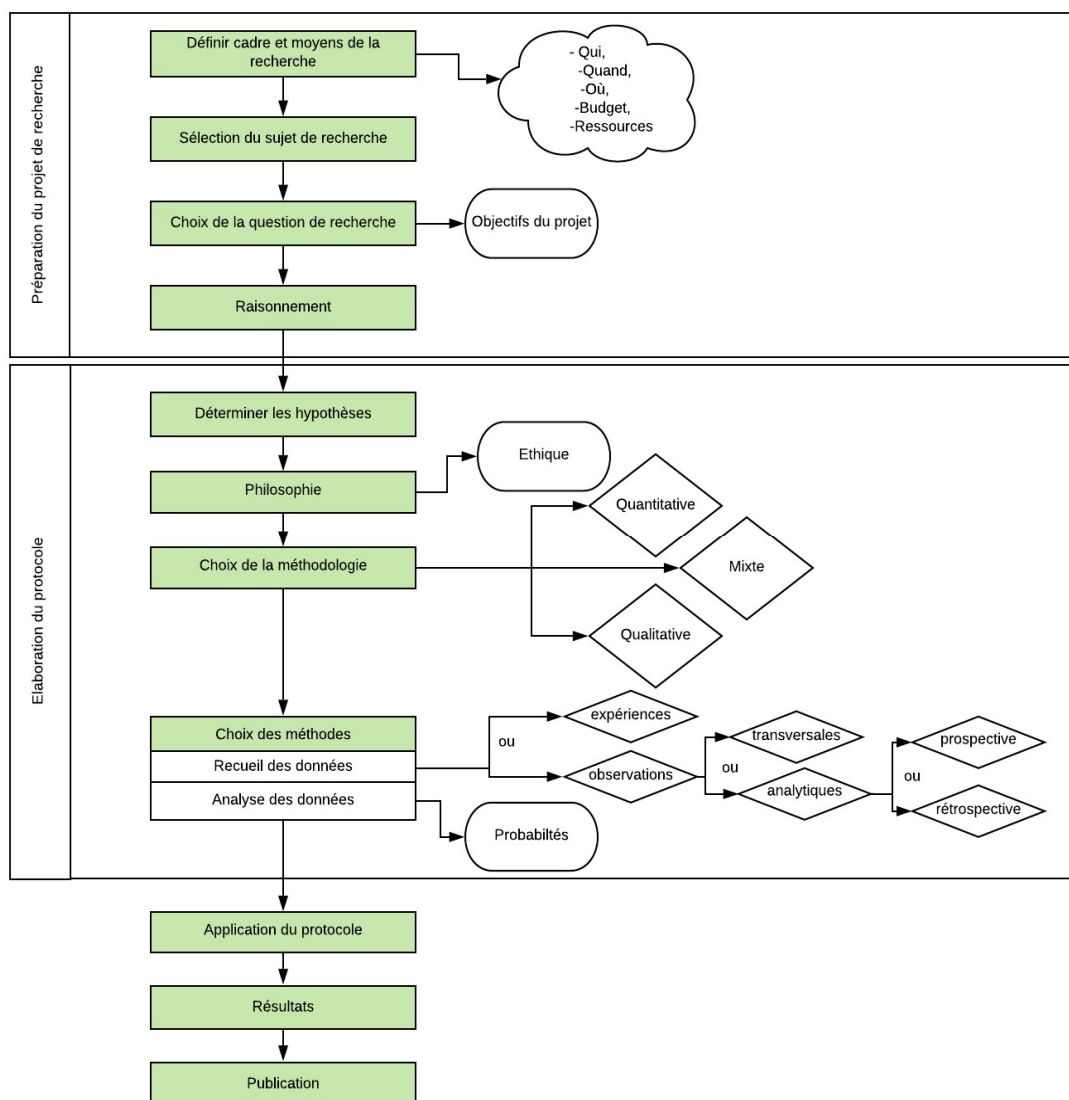 Préparation du projet de recherche
Définir cadre et moyens de la
recherche
- Qui,
-Quand,
-Où,
-Budget,
-Ressources
Sélection du sujet de recherche
Choix de la question de recherche
Objectifs du projet
Raisonnement
Elaboration du protocole
Déterminer les hypothèses
Ethique
Philosophie
Quantitative
Choix de la méthodologie
Mixte
Qualitative
Choix des méthodes
Recueil des données
Analyse des données
ou
expériences
observations
ou
transversales
analytiques
ou
prospective
rétrospective
Probabiltés
Application du protocole
Résultats
Publication